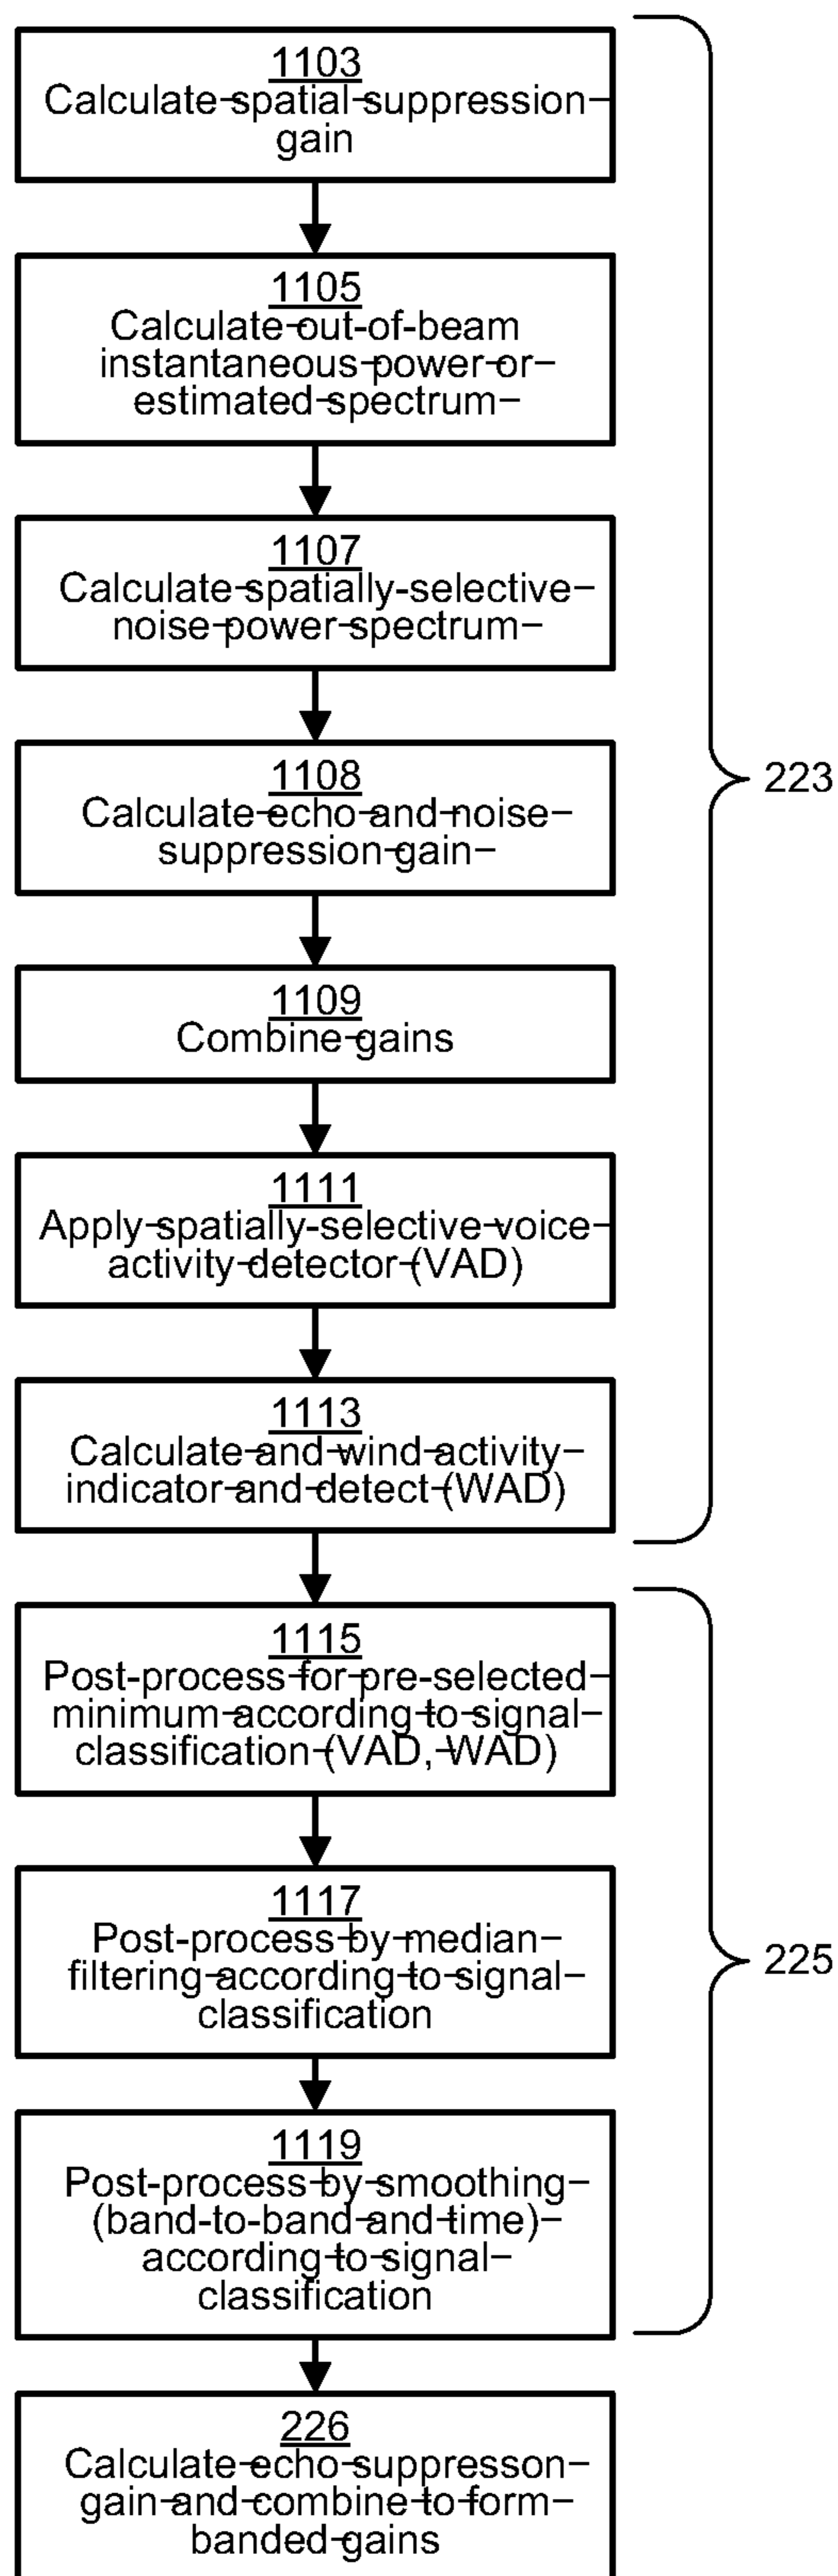 1103
Calculate-spatial-suppression-
gain
1105
Calculate-out-of-beam
instantaneous-power-or-
estimated-spectrum-
1107
Calculate-spatially-selective-
noise-power-spectrum-
1108
Calculate-echo-and-noise-
suppression-gain-
1109
Combine-gains
1111
Apply-spatially-selective-voice-
activity-detector-(VAD)
1113
Calculate-and-wind-activity-
indicator-and-detect-(WAD)
223
1115
Post-process-for-pre-selected-
minimum-according-to-signal-
classification-(VAD,-WAD)
1117
Post-process-by-median-
filtering-according-to-signal-
classification
1119
Post-process-by-smoothing-
(band-to-band-and-time)-
according-to-signal-
classification
225
226
Calculate-echo-suppresson-
gain-and-combine-to-form-
banded-gains